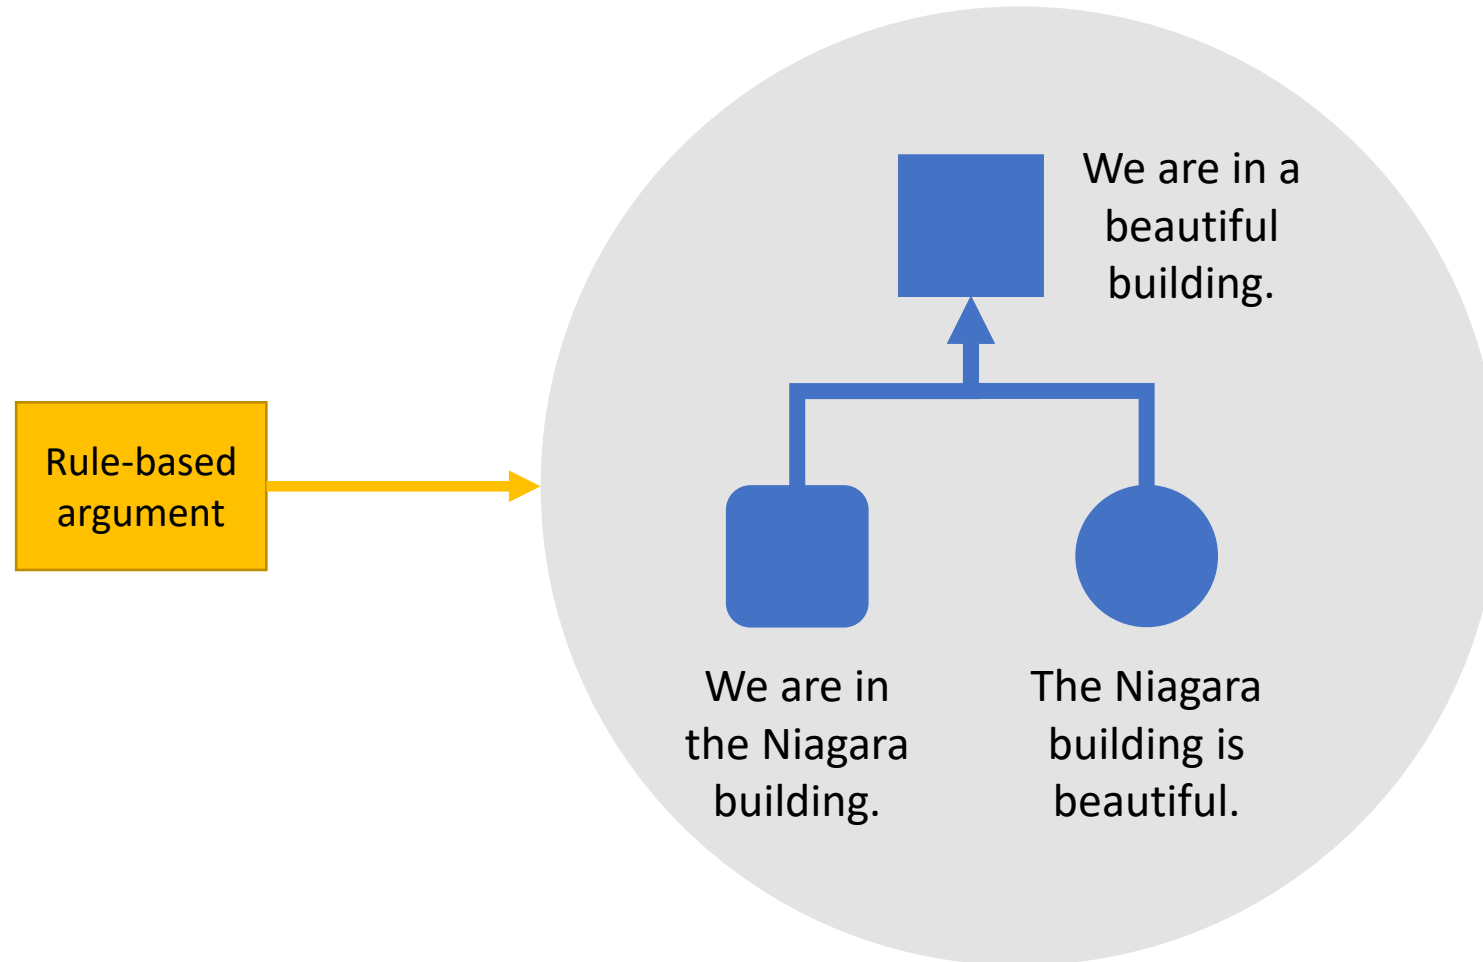 We are in a
beautiful
building.
Rule-based
argument
We are in
the Niagara
building.
The Niagara
building is
beautiful.